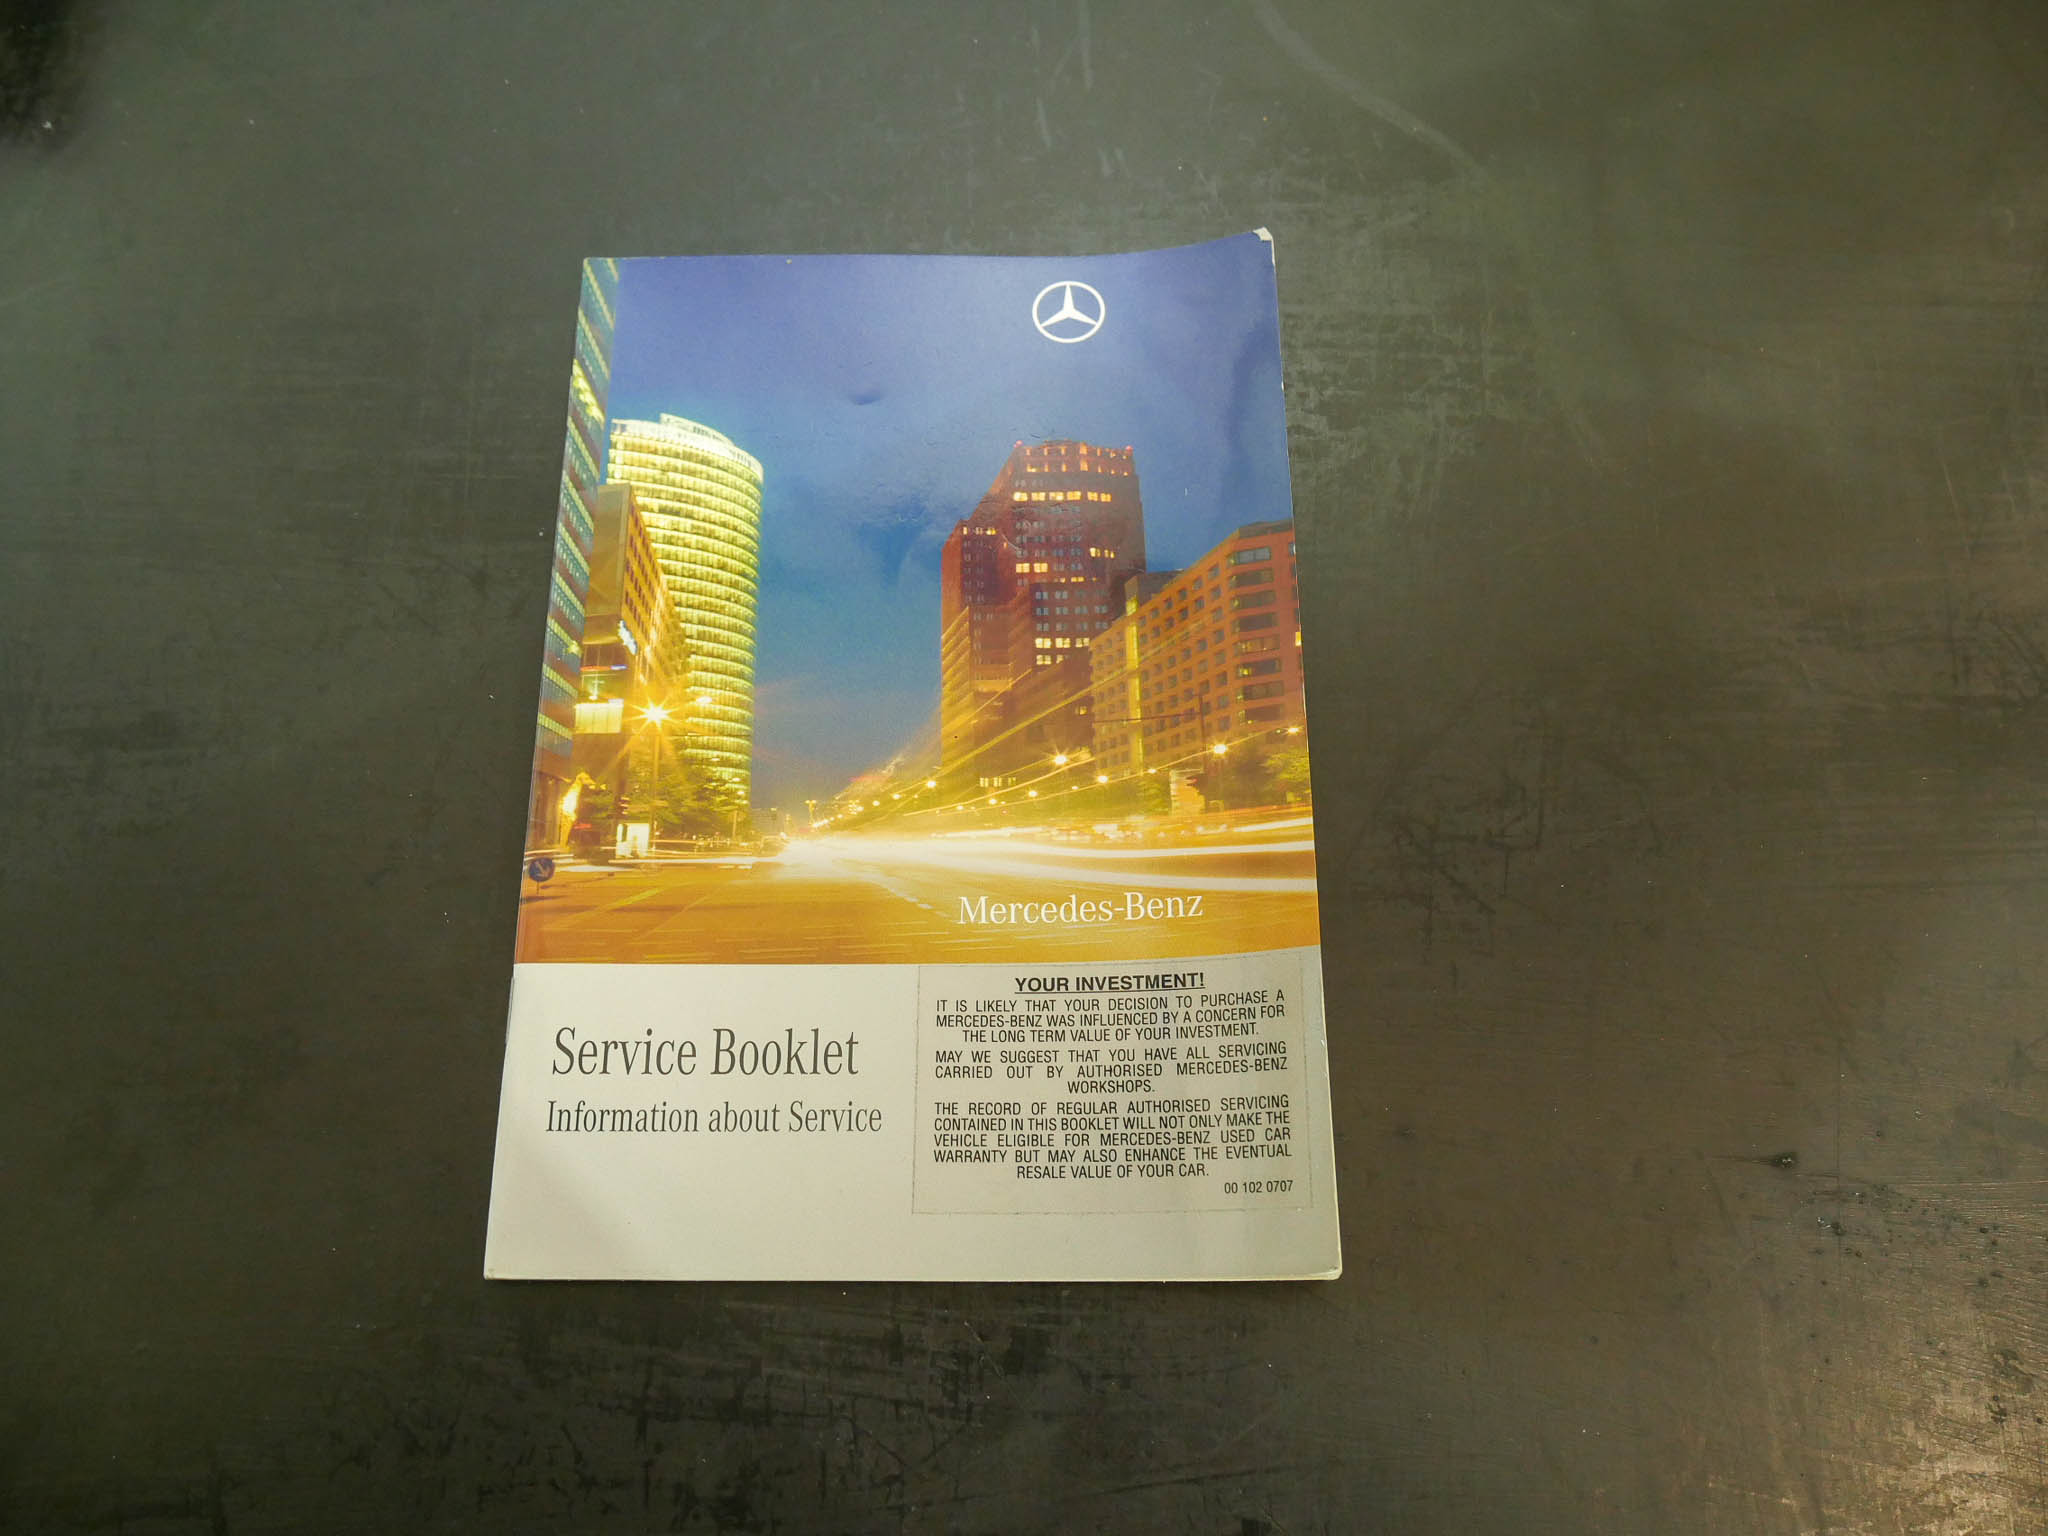 Mercedes-Benz
Service Booklet
Information about Service
YOUR INVESTMENT!
IT IS LIKELY THAT YOUR DECISION TO PURCHASE A
MERCEDES-BENZ WAS INFLUENCED BY A CONCERN FOR
THE LONG TERM VALUE OF YOUR INVESTMENT.
MAY WE SUGGEST THAT YOU HAVE ALL SERVICING
CARRIED OUT BY AUTHORISED MERCEDES-BENZ
WORKSHOPS.
THE RECORD OF REGULAR AUTHORISED SERVICING
CONTAINED IN THIS BOOKLET WILL NOT ONLY MAKE THE
VEHICLE ELIGIBLE FOR MERCEDES-BENZ USED CAR
WARRANTY BUT MAY ALSO ENHANCE THE EVENTUAL
RESALE VALUE OF YOUR CAR.
00 102 0707